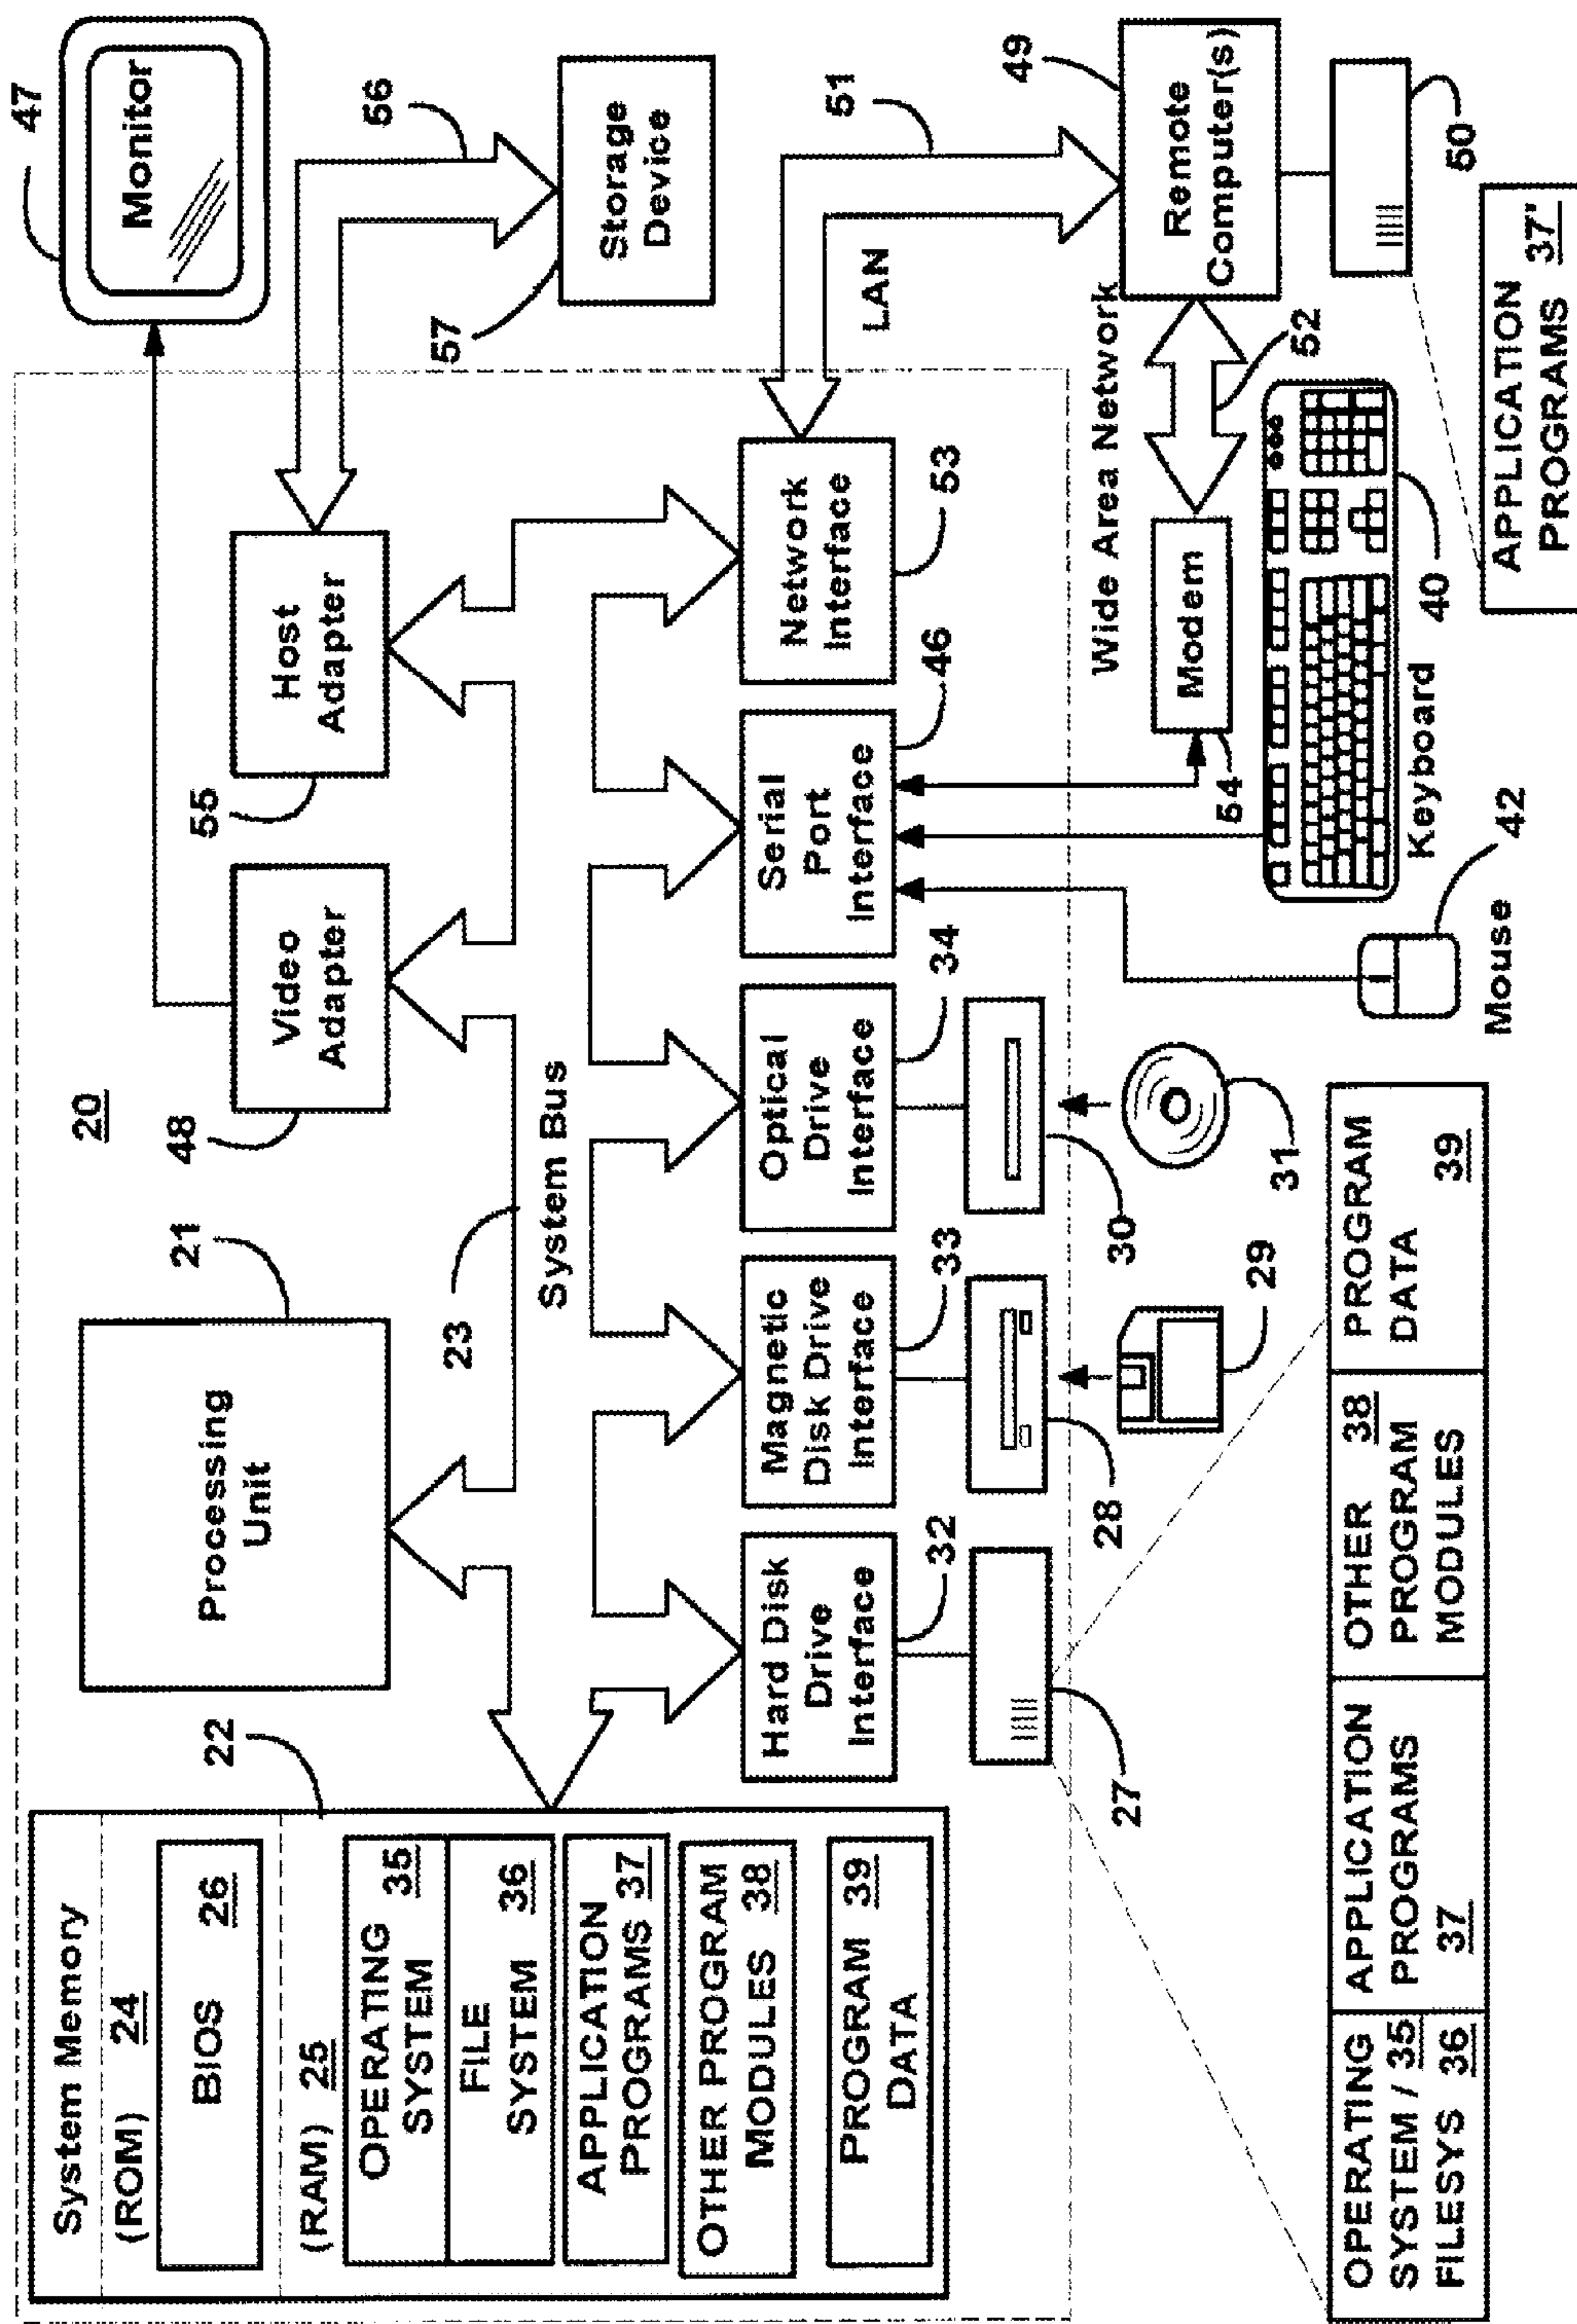 20
System Memory
(ROM) 24
BIOS 26
(RAM) 25
OPERATING
SYSTEM 35
FILE
SYSTEM 36
APPLICATION
PROGRAMS 37
OTHER PROGRAM
MODULES 38
PROGRAM 39
DATA
22
Processing
Unit
21
23
System Bus
Video
Adapter
48
Host
Adapter
55
Monitor
47
56
Storage
Device
57
Hard Disk
Drive
Interface
32
Magnetic
Disk Drive
Interface
33
Optical
Drive
Interface
34
Serial
Port
Interface
46
Network
Interface
53
LAN
51
27
28
29
30
31
Wide Area Network
Modem
54
52
Remote
Computer(s)
49
50
Keyboard
40
Mouse
42
OPERATING
SYSTEM / 35
FILESYS 36
APPLICATION
PROGRAMS
37
OTHER 38
PROGRAM
MODULES
PROGRAM
DATA
39
APPLICATION
PROGRAMS 37"